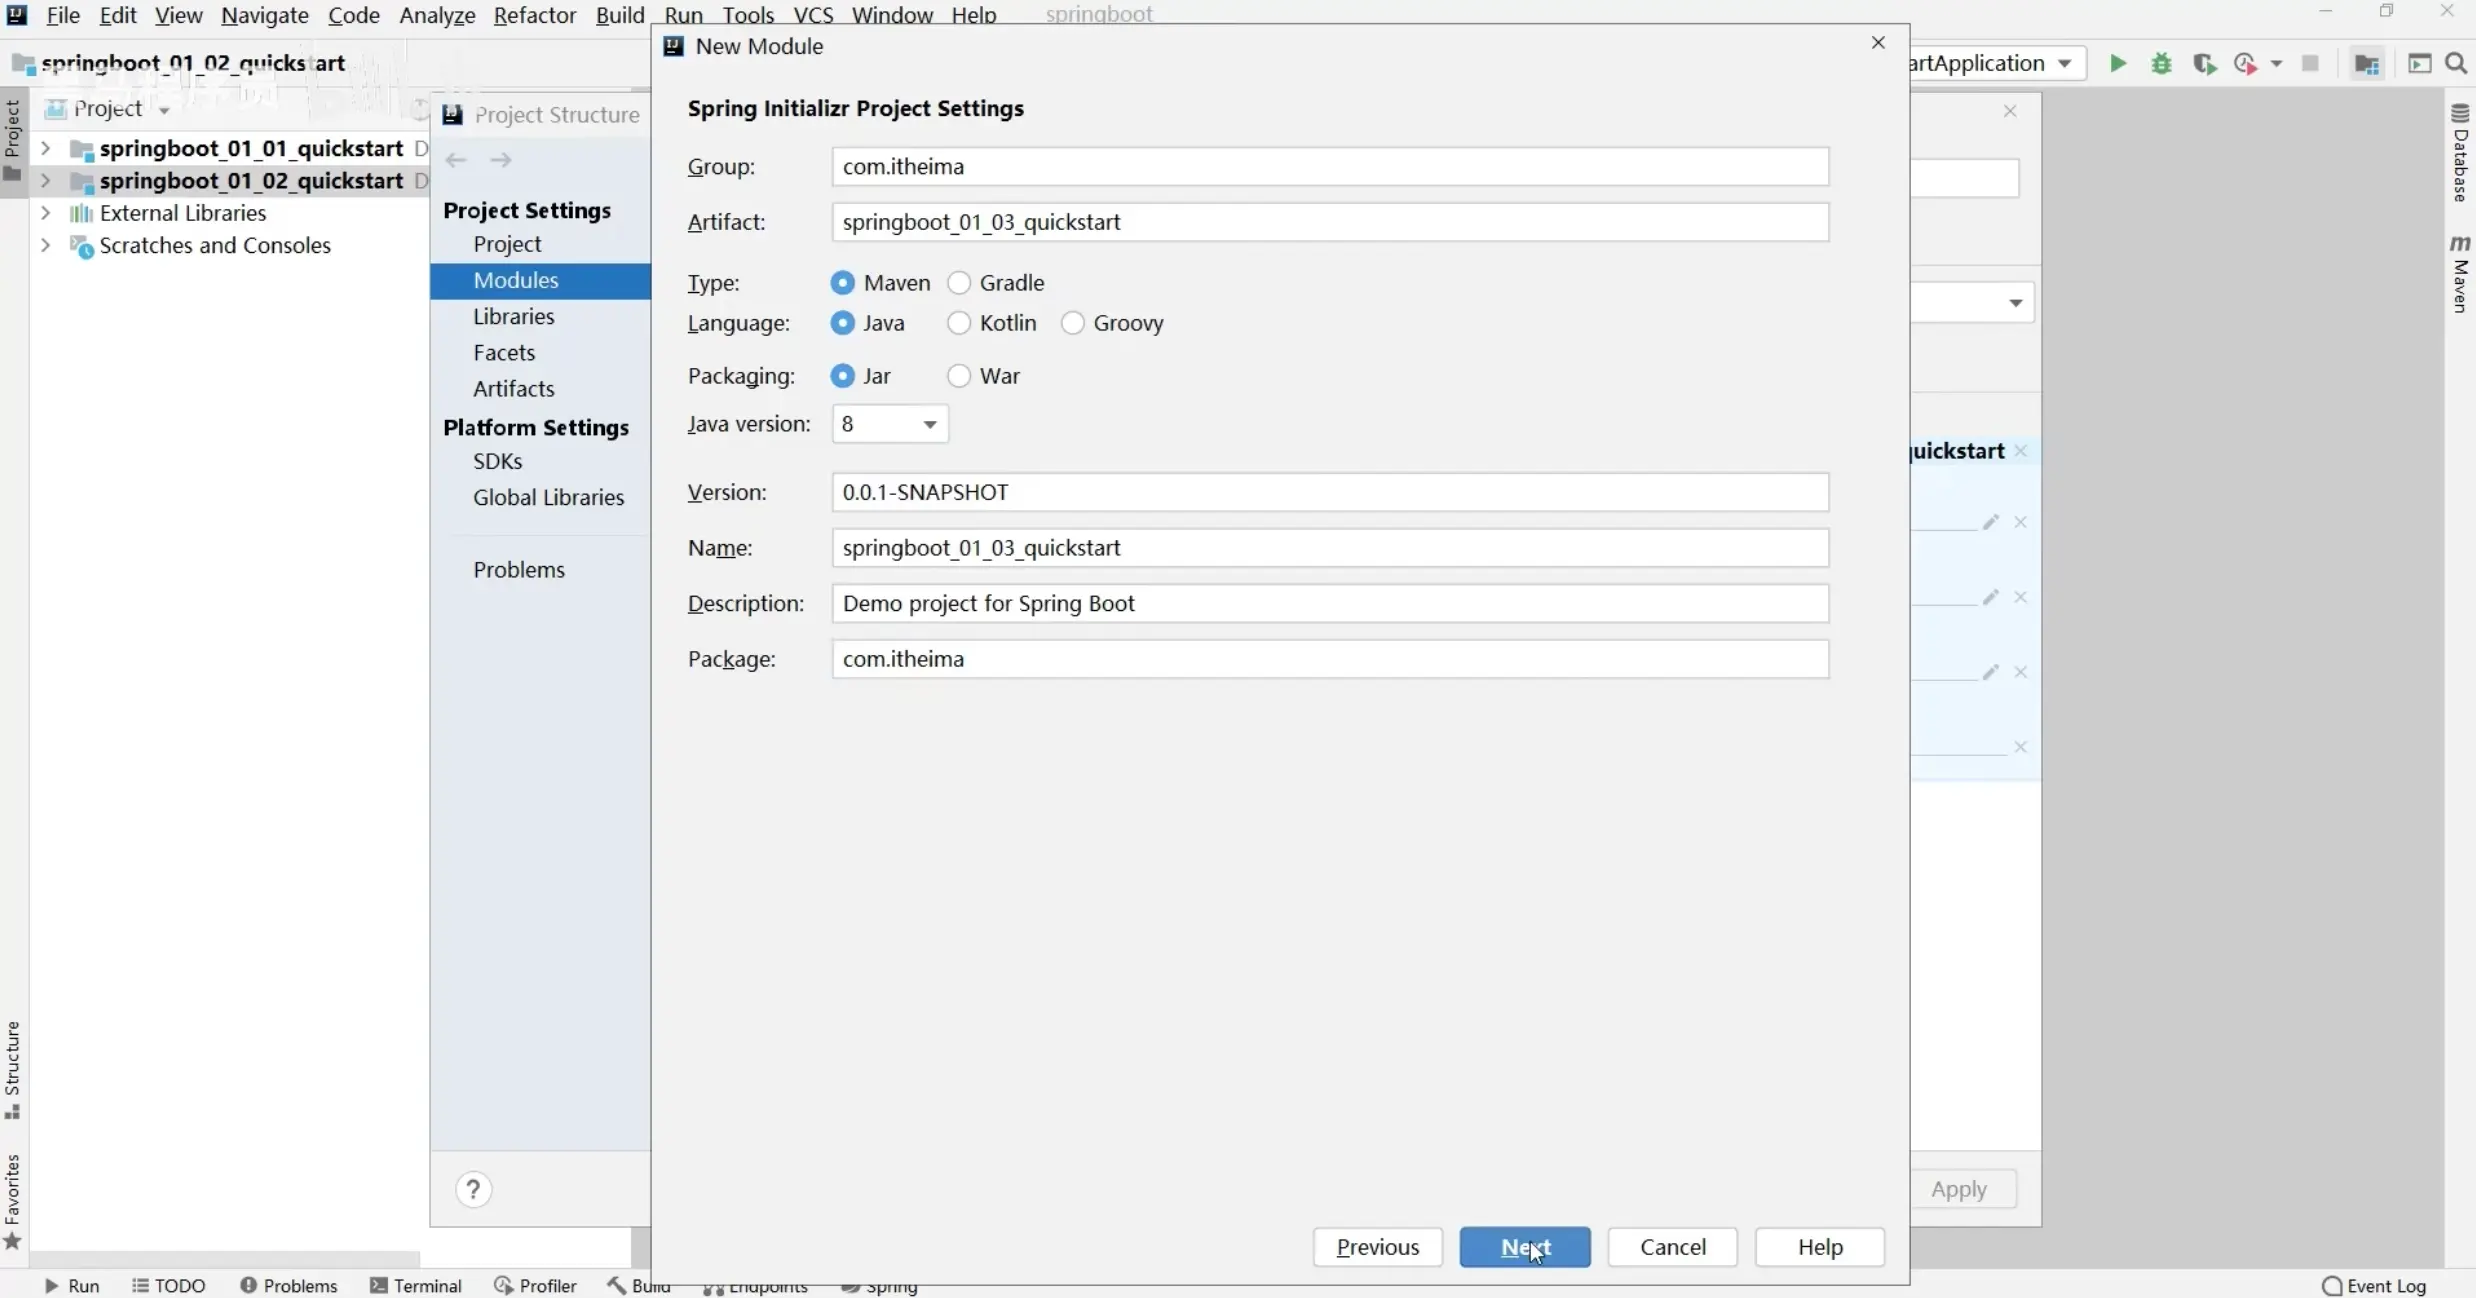 File Edit View Navigate Code Analyze Refactor Build Run Tools VCS Window Help springboot
springboot_01_02_quickstart
artApplication
Project
Project
springboot_01_01_quickstart D
springboot_01_02_quickstart D
External Libraries
Scratches and Consoles
Structure
Favorites
Project Structure
Project Settings
Project
Modules
Libraries
Facets
Artifacts
Platform Settings
SDKs
Global Libraries
Problems
?
New Module
Spring Initializr Project Settings
Group: com.itheima
Artifact: springboot_01_03_quickstart
Type: Maven Gradle
Language: Java Kotlin Groovy
Packaging: Jar War
Java version: 8
Version: 0.0.1-SNAPSHOT
Name: springboot_01_03_quickstart
Description: Demo project for Spring Boot
Package: com.itheima
Previous Next Cancel Help
uickstart
Apply
Database
m Maven
Run TODO Problems Terminal Profiler Build Endpoints Spring Event Log